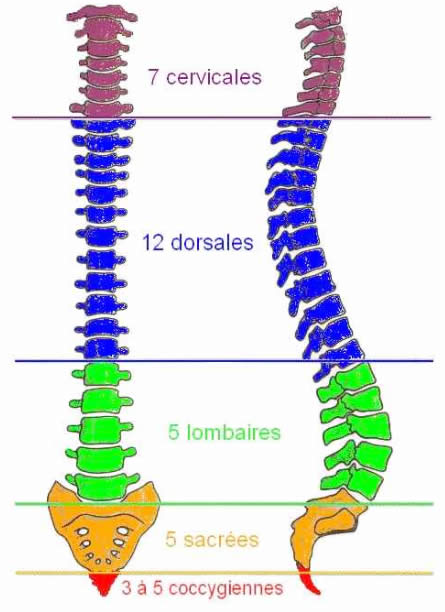 7 cervicales
12 dorsales
5 lombaires
5 sacrées
3 à 5 coccygiennes